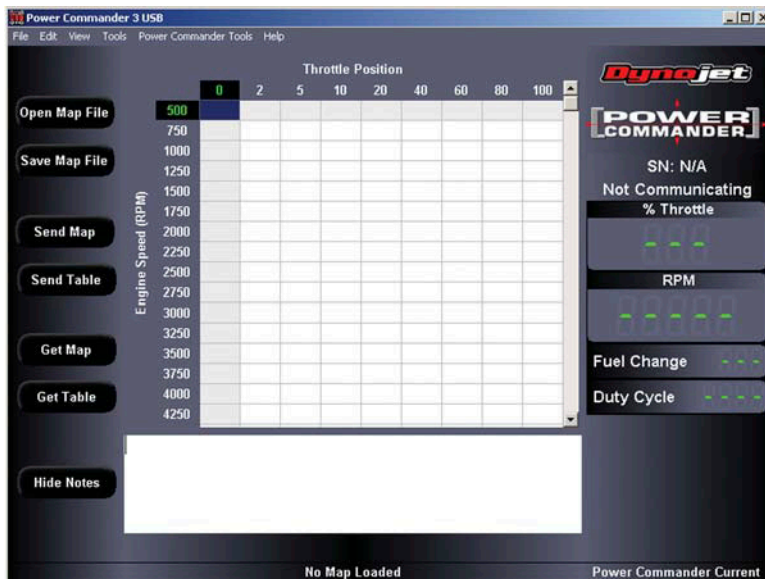 Power Commander 3 USB
File Edit View Tools Power Commander Tools Help
Throttle Position
0 2 5 10 20 40 60 80 100
Open Map File
Save Map File
Send Map
Send Table
Get Map
Get Table
Hide Notes
Engine Speed (RPM)
500
750
1000
1250
1500
1750
2000
2250
2500
2750
3000
3250
3500
3750
4000
4250
Dynojet
POWER
COMMANDER
SN: N/A
Not Communicating
% Throttle
- - -
RPM
- - - - -
Fuel Change - - -
Duty Cycle - - - -
No Map Loaded
Power Commander Current